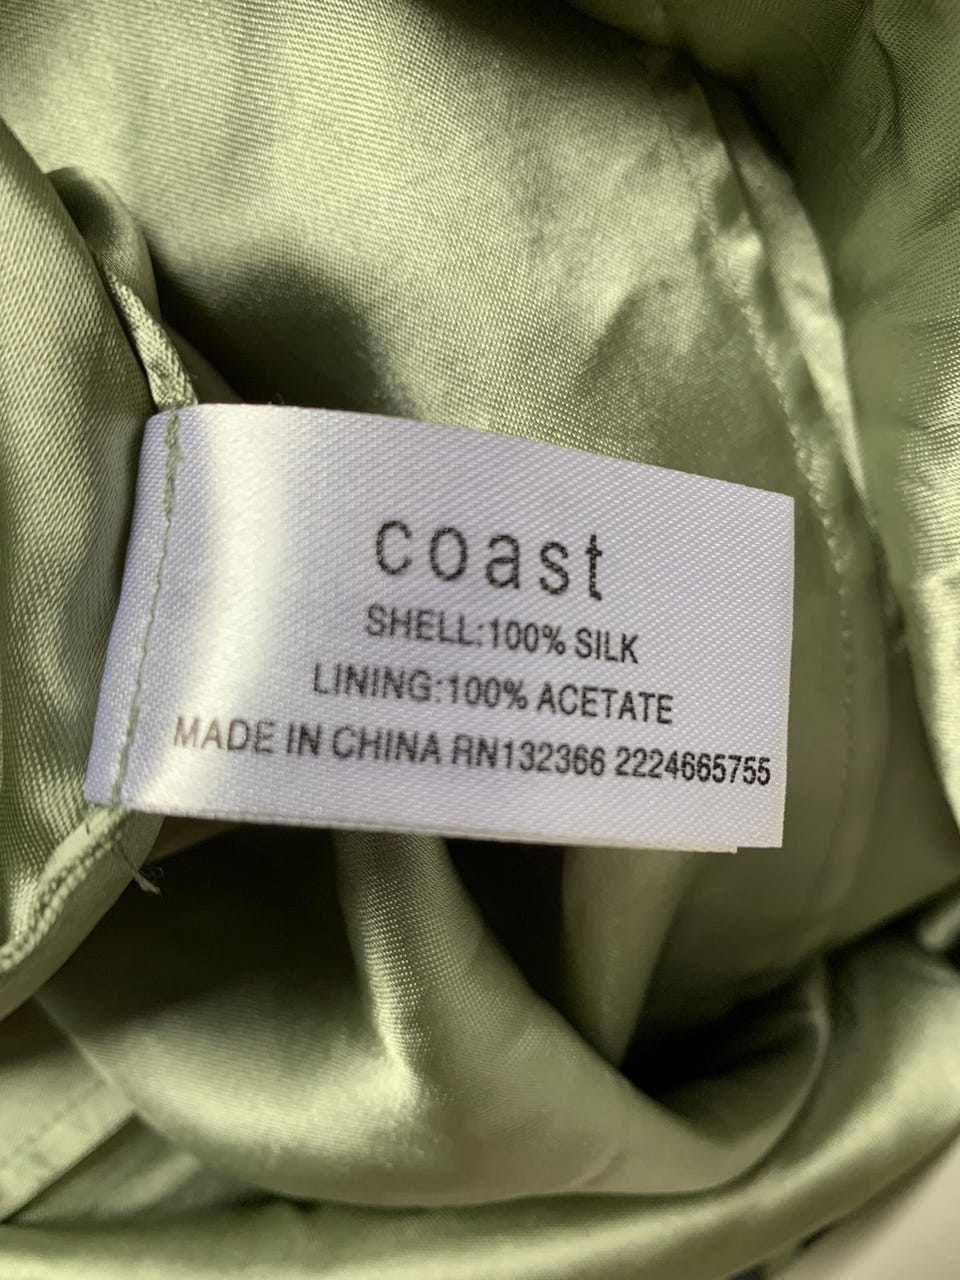 coast
SHELL:100% SILK
LINING:100% ACETATE
MADE IN CHINA RN132366 2224665755